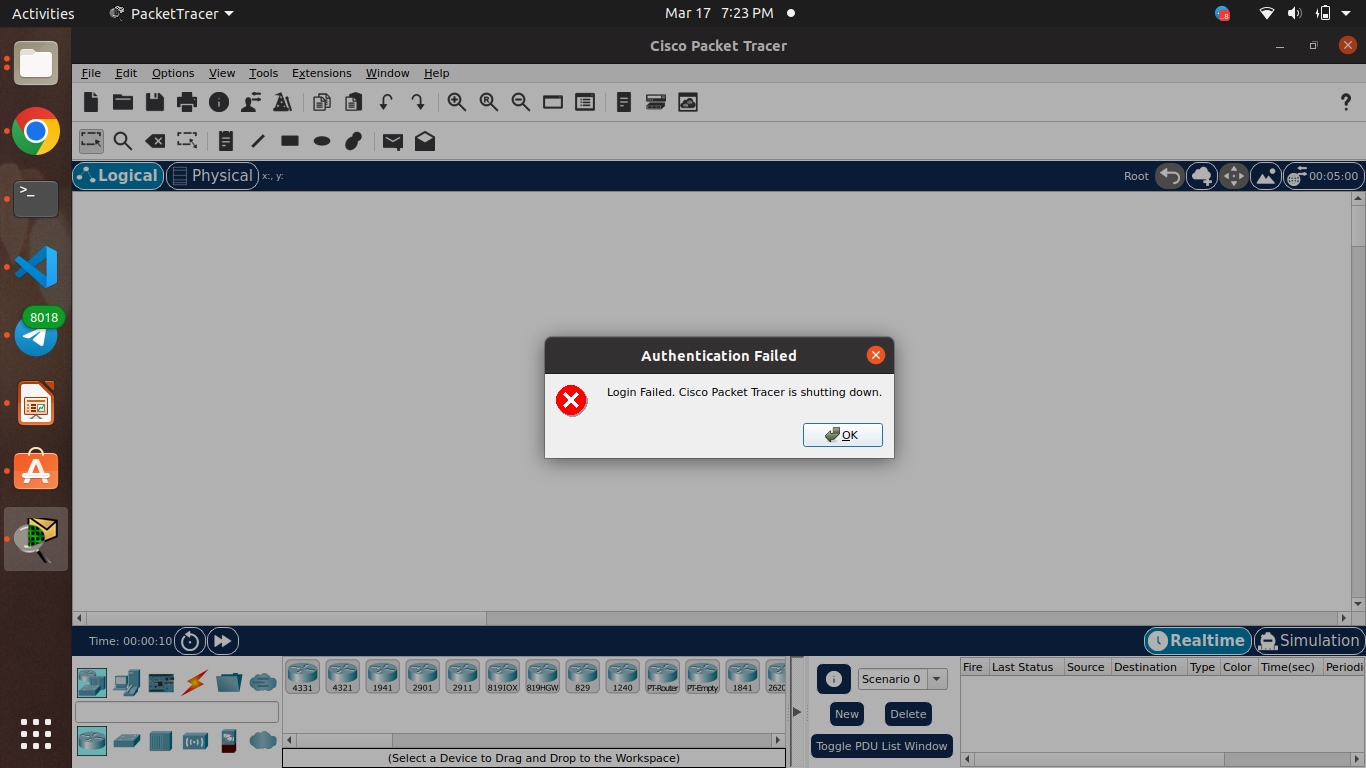 Activities PacketTracer Mar 17 7:23 PM
Cisco Packet Tracer
File Edit Options View Tools Extensions Window Help
?
Logical Physical x:, y: Root 00:05:00
>_
8018
Authentication Failed
Login Failed. Cisco Packet Tracer is shutting down.
OK
Time: 00:00:10 Realtime Simulation
4331 4321 1941 2901 2911 819IOX 819HGW 829 1240 PT-Router PT-Empty 1841 2620
Scenario 0
Fire Last Status Source Destination Type Color Time(sec) Periodi
New Delete
Toggle PDU List Window
(Select a Device to Drag and Drop to the Workspace)